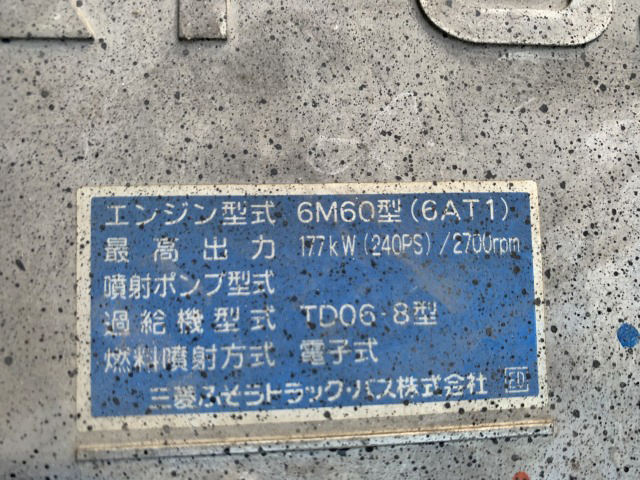 エンジン型式 6M60型(6AT1)
最高出力 177kW(240PS)/2700rpm
噴射ポンプ型式
過給機型式 TD06-8型
燃料噴射方式 電子式
三菱ふそうトラック・バス株式会社